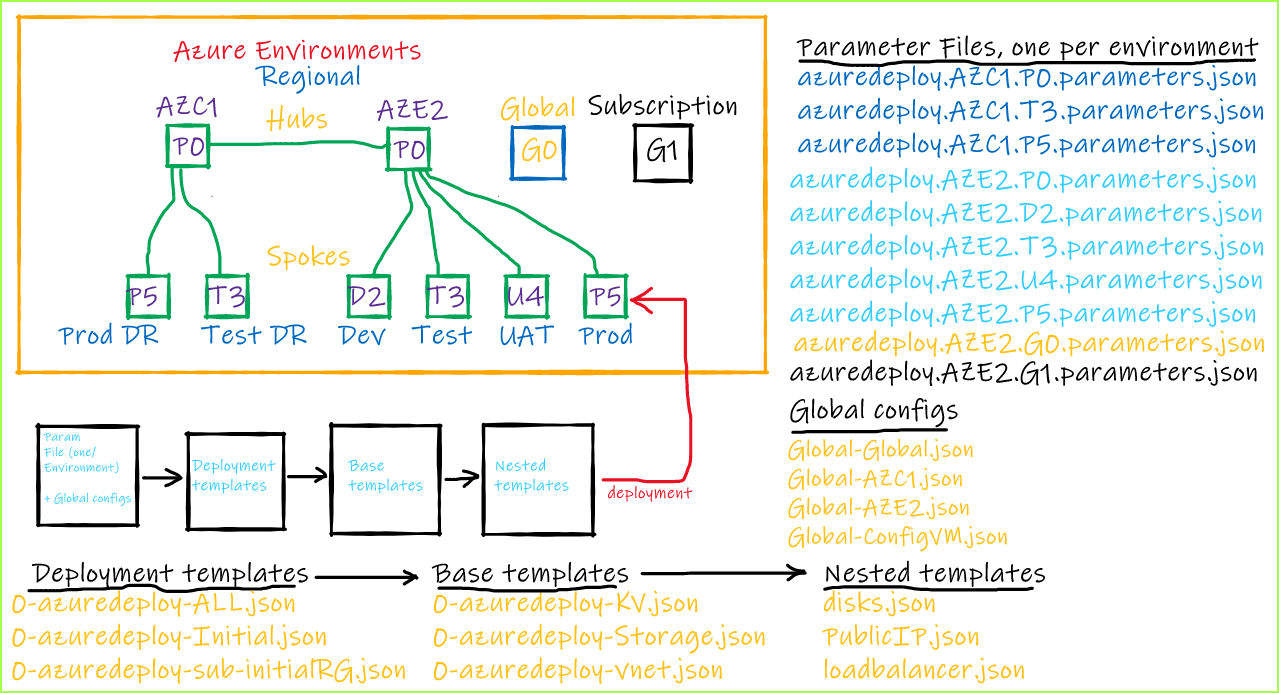 Azure Environments
Regional
AZC1
Hubs
AZE2
Global
Subscription
P0
P0
G0
G1
Spokes
P5
T3
D2
T3
U4
P5
Prod DR
Test DR
Dev
Test
UAT
Prod
Parameter Files, one per environment
azuredeploy.AZC1.P0.parameters.json
azuredeploy.AZC1.T3.parameters.json
azuredeploy.AZC1.P5.parameters.json
azuredeploy.AZE2.P0.parameters.json
azuredeploy.AZE2.D2.parameters.json
azuredeploy.AZE2.T3.parameters.json
azuredeploy.AZE2.U4.parameters.json
azuredeploy.AZE2.P5.parameters.json
azuredeploy.AZE2.G0.parameters.json
azuredeploy.AZE2.G1.parameters.json
Global configs
Global-Global.json
Global-AZC1.json
Global-AZE2.json
Global-ConfigVM.json
Param
File (one/
Environment)
+ Global configs
Deployment
templates
Base
templates
Nested
templates
deployment
Deployment templates
0-azuredeploy-ALL.json
0-azuredeploy-Initial.json
0-azuredeploy-sub-initialRG.json
Base templates
0-azuredeploy-KV.json
0-azuredeploy-Storage.json
0-azuredeploy-vnet.json
Nested templates
disks.json
PublicIP.json
loadbalancer.json